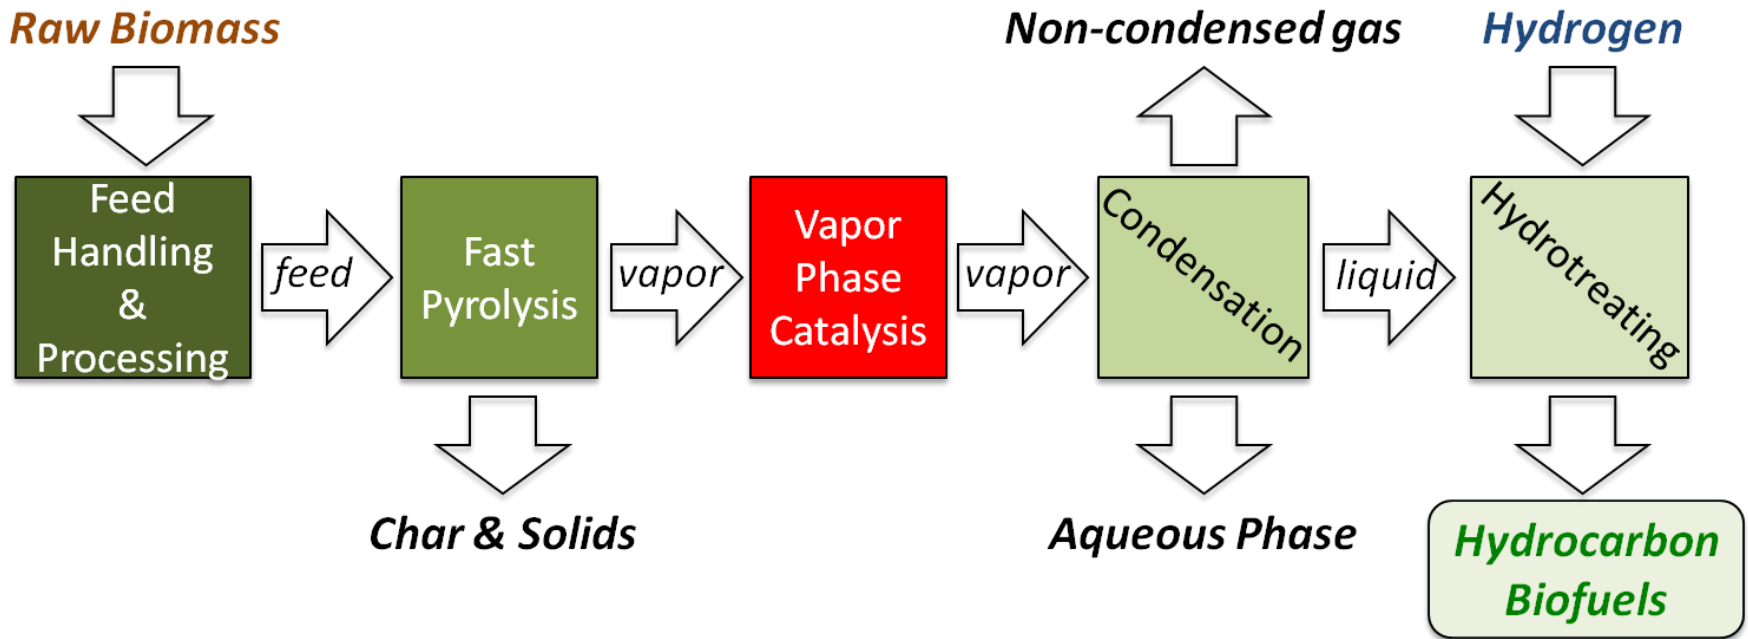 Raw Biomass
Non-condensed gas
Hydrogen
Feed
Handling
&
Processing
feed
Fast
Pyrolysis
vapor
Vapor
Phase
Catalysis
vapor
Condensation
liquid
Hydrotreating
Char & Solids
Aqueous Phase
Hydrocarbon
Biofuels